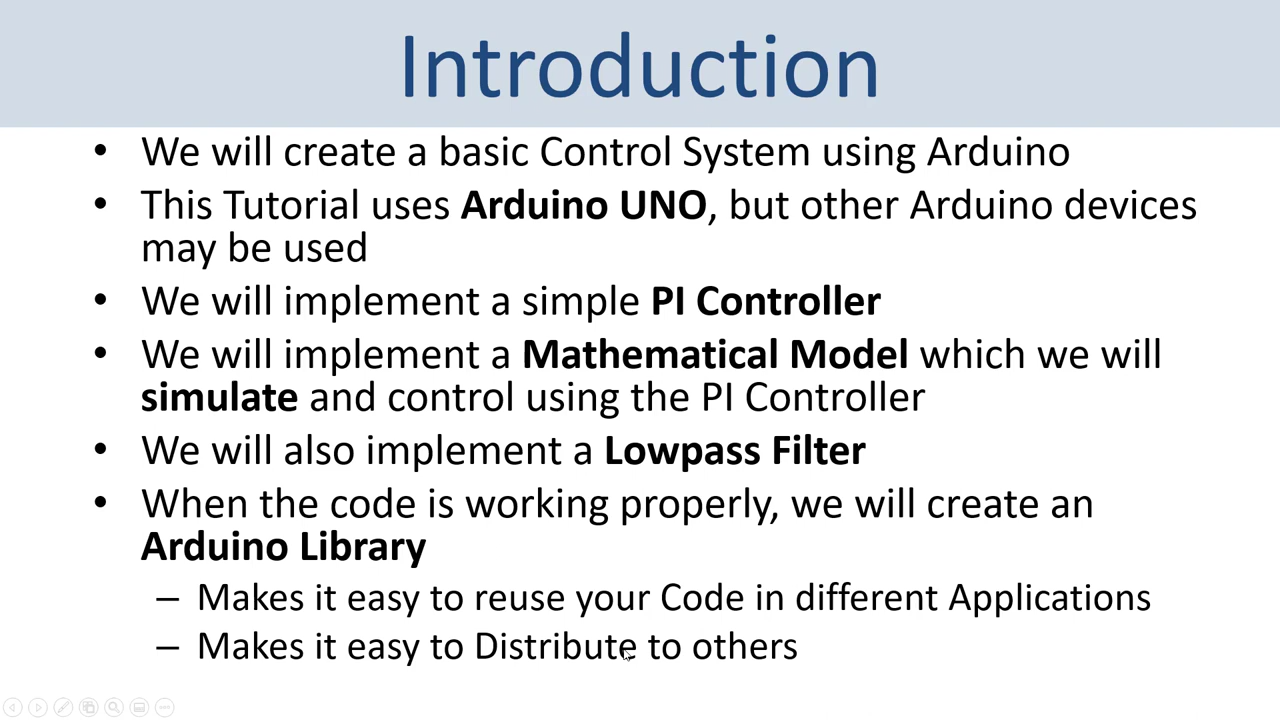 Introduction
• We will create a basic Control System using Arduino
• This Tutorial uses Arduino UNO, but other Arduino devices
may be used
• We will implement a simple PI Controller
• We will implement a Mathematical Model which we will
simulate and control using the PI Controller
• We will also implement a Lowpass Filter
• When the code is working properly, we will create an
Arduino Library
– Makes it easy to reuse your Code in different Applications
– Makes it easy to Distribute to others